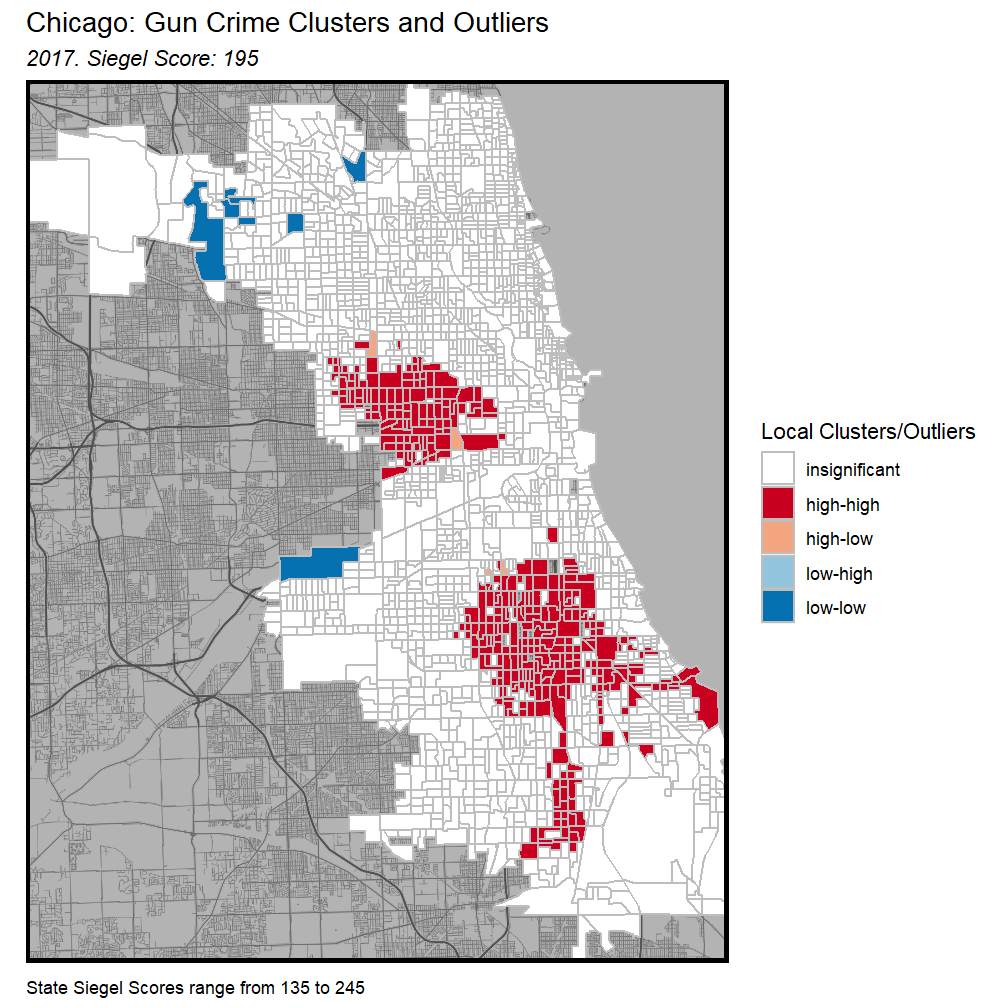 Chicago: Gun Crime Clusters and Outliers
2017. Siegel Score: 195
Local Clusters/Outliers
insignificant
high-high
high-low
low-high
low-low
State Siegel Scores range from 135 to 245